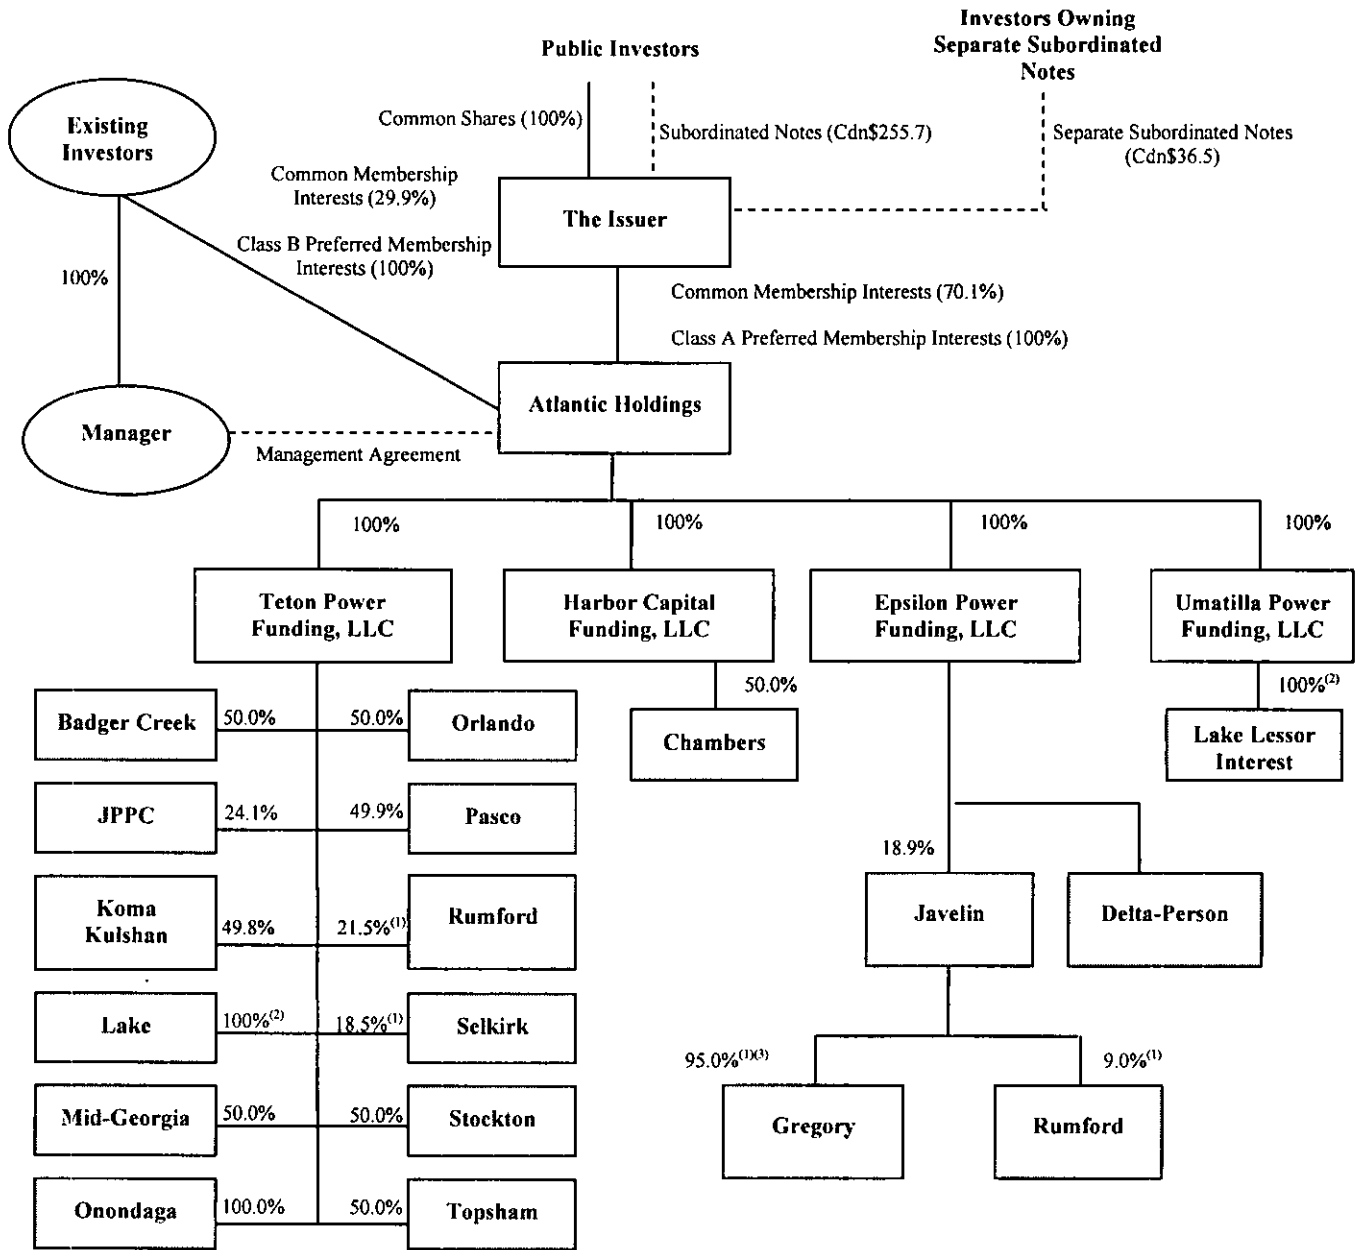 Investors Owning
Separate Subordinated
Notes
Public Investors
Existing
Investors
Common Shares (100%)
Subordinated Notes (Cdn$255.7)
Separate Subordinated Notes
(Cdn$36.5)
Common Membership
Interests (29.9%)
The Issuer
Class B Preferred Membership
Interests (100%)
100%
Common Membership Interests (70.1%)
Class A Preferred Membership Interests (100%)
Atlantic Holdings
Manager
Management Agreement
100%
100%
100%
100%
Teton Power
Funding, LLC
Harbor Capital
Funding, LLC
Epsilon Power
Funding, LLC
Umatilla Power
Funding, LLC
50.0%
100%(2)
Badger Creek
50.0%
50.0%
Orlando
Chambers
Lake Lessor
Interest
JPPC
24.1%
49.9%
Pasco
18.9%
Koma
Kulshan
49.8%
21.5%(1)
Rumford
Javelin
Delta-Person
Lake
100%(2)
18.5%(1)
Selkirk
95.0%(1)(3)
9.0%(1)
Mid-Georgia
50.0%
50.0%
Stockton
Gregory
Rumford
Onondaga
100.0%
50.0%
Topsham